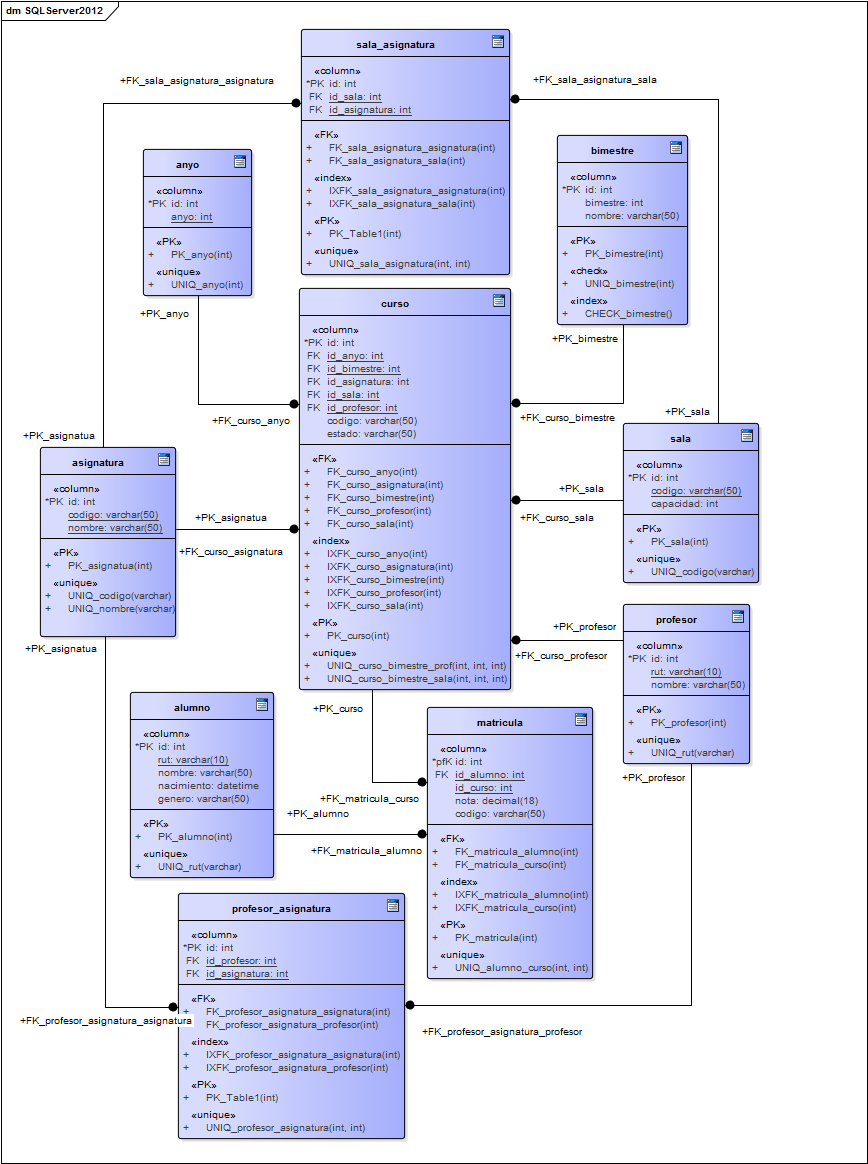 dm SQLServer2012
sala_asignatura
«column»
*PK id: int
FK id_sala: int
FK id_asignatura: int
«FK»
+ FK_sala_asignatura_asignatura(int)
+ FK_sala_asignatura_sala(int)
«index»
+ IXFK_sala_asignatura_asignatura(int)
+ IXFK_sala_asignatura_sala(int)
«PK»
+ PK_Table1(int)
«unique»
+ UNIQ_sala_asignatura(int, int)
+FK_sala_asignatura_asignatura
+FK_sala_asignatura_sala
anyo
«column»
*PK id: int
anyo: int
«PK»
+ PK_anyo(int)
«unique»
+ UNIQ_anyo(int)
+PK_anyo
+FK_curso_anyo
bimestre
«column»
*PK id: int
bimestre: int
nombre: varchar(50)
«PK»
+ PK_bimestre(int)
«check»
+ UNIQ_bimestre(int)
«index»
+ CHECK_bimestre()
+PK_bimestre
+FK_curso_bimestre
curso
«column»
*PK id: int
FK id_anyo: int
FK id_bimestre: int
FK id_asignatura: int
FK id_sala: int
FK id_profesor: int
codigo: varchar(50)
estado: varchar(50)
«FK»
+ FK_curso_anyo(int)
+ FK_curso_asignatura(int)
+ FK_curso_bimestre(int)
+ FK_curso_profesor(int)
+ FK_curso_sala(int)
«index»
+ IXFK_curso_anyo(int)
+ IXFK_curso_asignatura(int)
+ IXFK_curso_bimestre(int)
+ IXFK_curso_profesor(int)
+ IXFK_curso_sala(int)
«PK»
+ PK_curso(int)
«unique»
+ UNIQ_curso_bimestre_prof(int, int, int)
+ UNIQ_curso_bimestre_sala(int, int, int)
+PK_asignatua
asignatura
«column»
*PK id: int
codigo: varchar(50)
nombre: varchar(50)
«PK»
+ PK_asignatua(int)
«unique»
+ UNIQ_codigo(varchar)
+ UNIQ_nombre(varchar)
+PK_asignatua
+FK_curso_asignatura
+PK_asignatua
+PK_sala
sala
«column»
*PK id: int
codigo: varchar(50)
capacidad: int
«PK»
+ PK_sala(int)
«unique»
+ UNIQ_codigo(varchar)
+PK_sala
+FK_curso_sala
profesor
«column»
*PK id: int
rut: varchar(10)
nombre: varchar(50)
«PK»
+ PK_profesor(int)
«unique»
+ UNIQ_rut(varchar)
+PK_profesor
+FK_curso_profesor
+PK_profesor
+PK_curso
+FK_matricula_curso
alumno
«column»
*PK id: int
rut: varchar(10)
nombre: varchar(50)
nacimiento: datetime
genero: varchar(50)
«PK»
+ PK_alumno(int)
«unique»
+ UNIQ_rut(varchar)
+PK_alumno
+FK_matricula_alumno
matricula
«column»
*pfK id: int
FK id_alumno: int
id_curso: int
nota: decimal(18)
codigo: varchar(50)
«FK»
+ FK_matricula_alumno(int)
+ FK_matricula_curso(int)
«index»
+ IXFK_matricula_alumno(int)
+ IXFK_matricula_curso(int)
«PK»
+ PK_matricula(int)
«unique»
+ UNIQ_alumno_curso(int, int)
profesor_asignatura
«column»
*PK id: int
FK id_profesor: int
FK id_asignatura: int
«FK»
+ FK_profesor_asignatura_asignatura(int)
FK_profesor_asignatura_profesor(int)
«index»
+ IXFK_profesor_asignatura_asignatura(int)
+ IXFK_profesor_asignatura_profesor(int)
«PK»
+ PK_Table1(int)
«unique»
+ UNIQ_profesor_asignatura(int, int)
+FK_profesor_asignatura_asignatura
+FK_profesor_asignatura_profesor